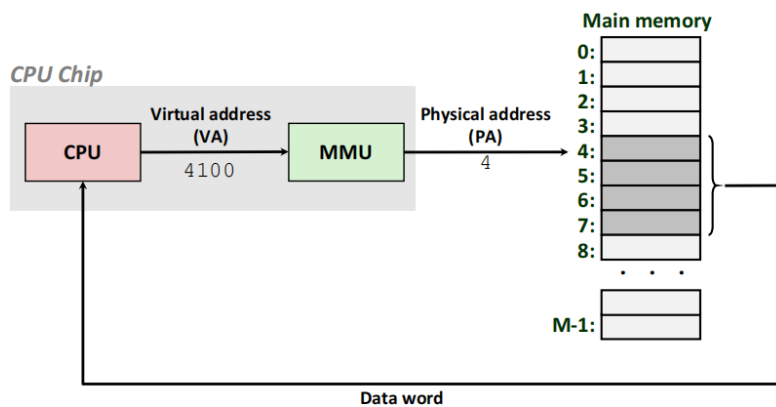 Main memory
0:
1:
2:
3:
4:
5:
6:
7:
8:
. . .
M-1:
CPU Chip
Virtual address
(VA)
4100
Physical address
(PA)
4
CPU
MMU
Data word